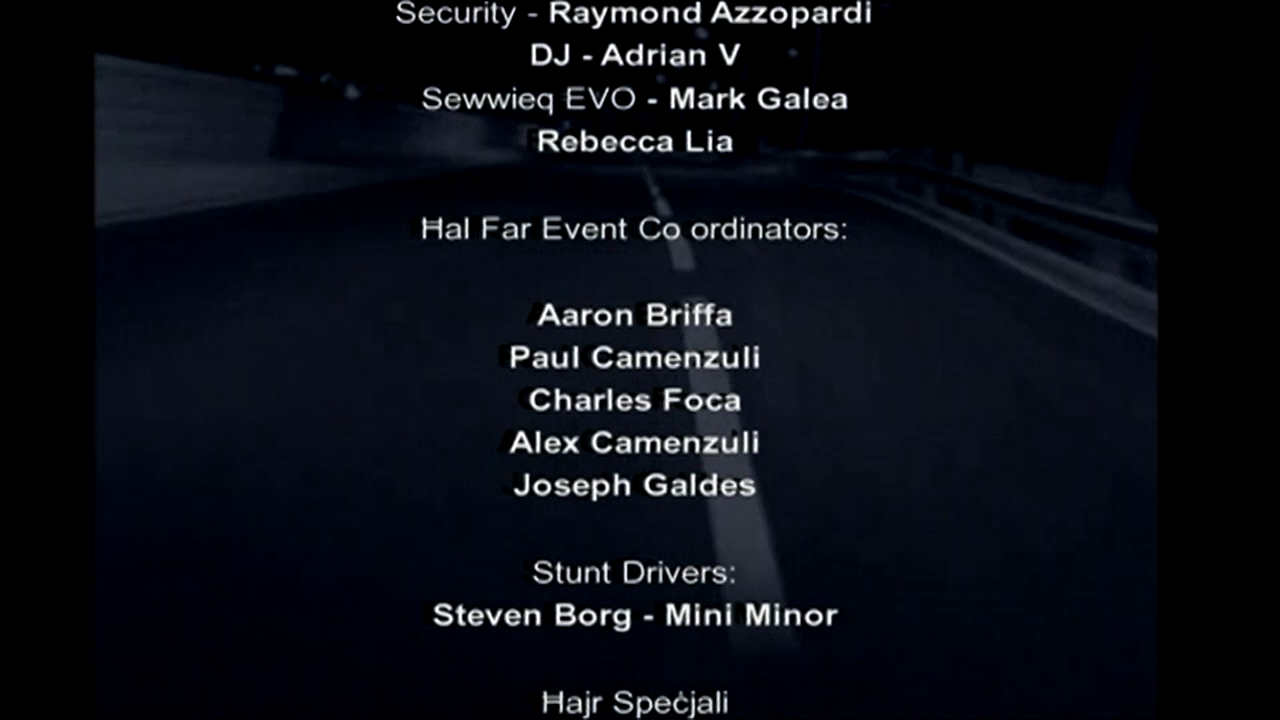 Security - Raymond Azzopardi
DJ - Adrian V
Sewwieq EVO - Mark Galea
Rebecca Lia
Ħal Far Event Co ordinators:
Aaron Briffa
Paul Camenzuli
Charles Foca
Alex Camenzuli
Joseph Galdes
Stunt Drivers:
Steven Borg - Mini Minor
Ħajr Speċjali